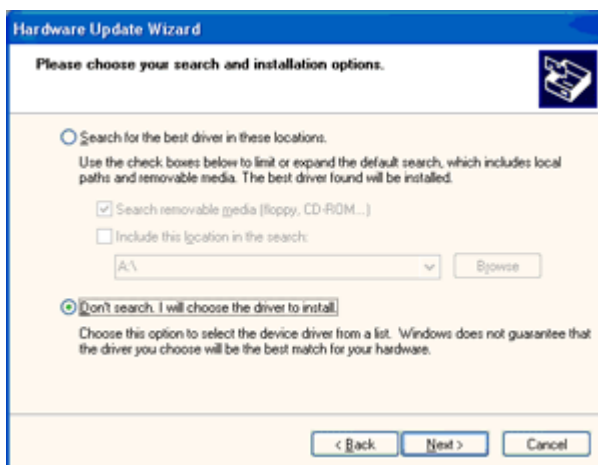 Hardware Update Wizard
Please choose your search and installation options.
Search for the best driver in these locations.
Use the check boxes below to limit or expand the default search, which includes local
paths and removable media. The best driver found will be installed.
Search removable media (floppy, CD-ROM...)
Include this location in the search:
A:\
Browse
Don't search. I will choose the driver to install.
Choose this option to select the device driver from a list. Windows does not guarantee that
the driver you choose will be the best match for your hardware.
< Back Next > Cancel